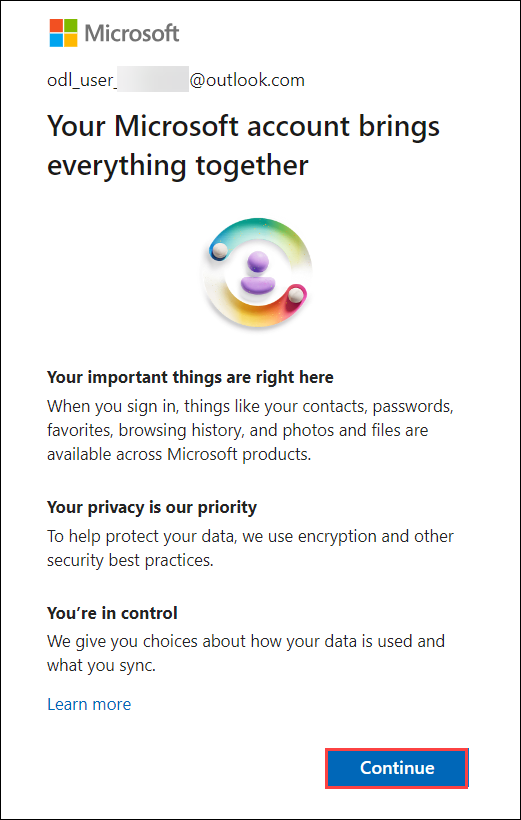 Microsoft
odl_user_@outlook.com
Your Microsoft account brings
everything together
Your important things are right here
When you sign in, things like your contacts, passwords,
favorites, browsing history, and photos and files are
available across Microsoft products.
Your privacy is our priority
To help protect your data, we use encryption and other
security best practices.
You’re in control
We give you choices about how your data is used and
what you sync.
Learn more
Continue